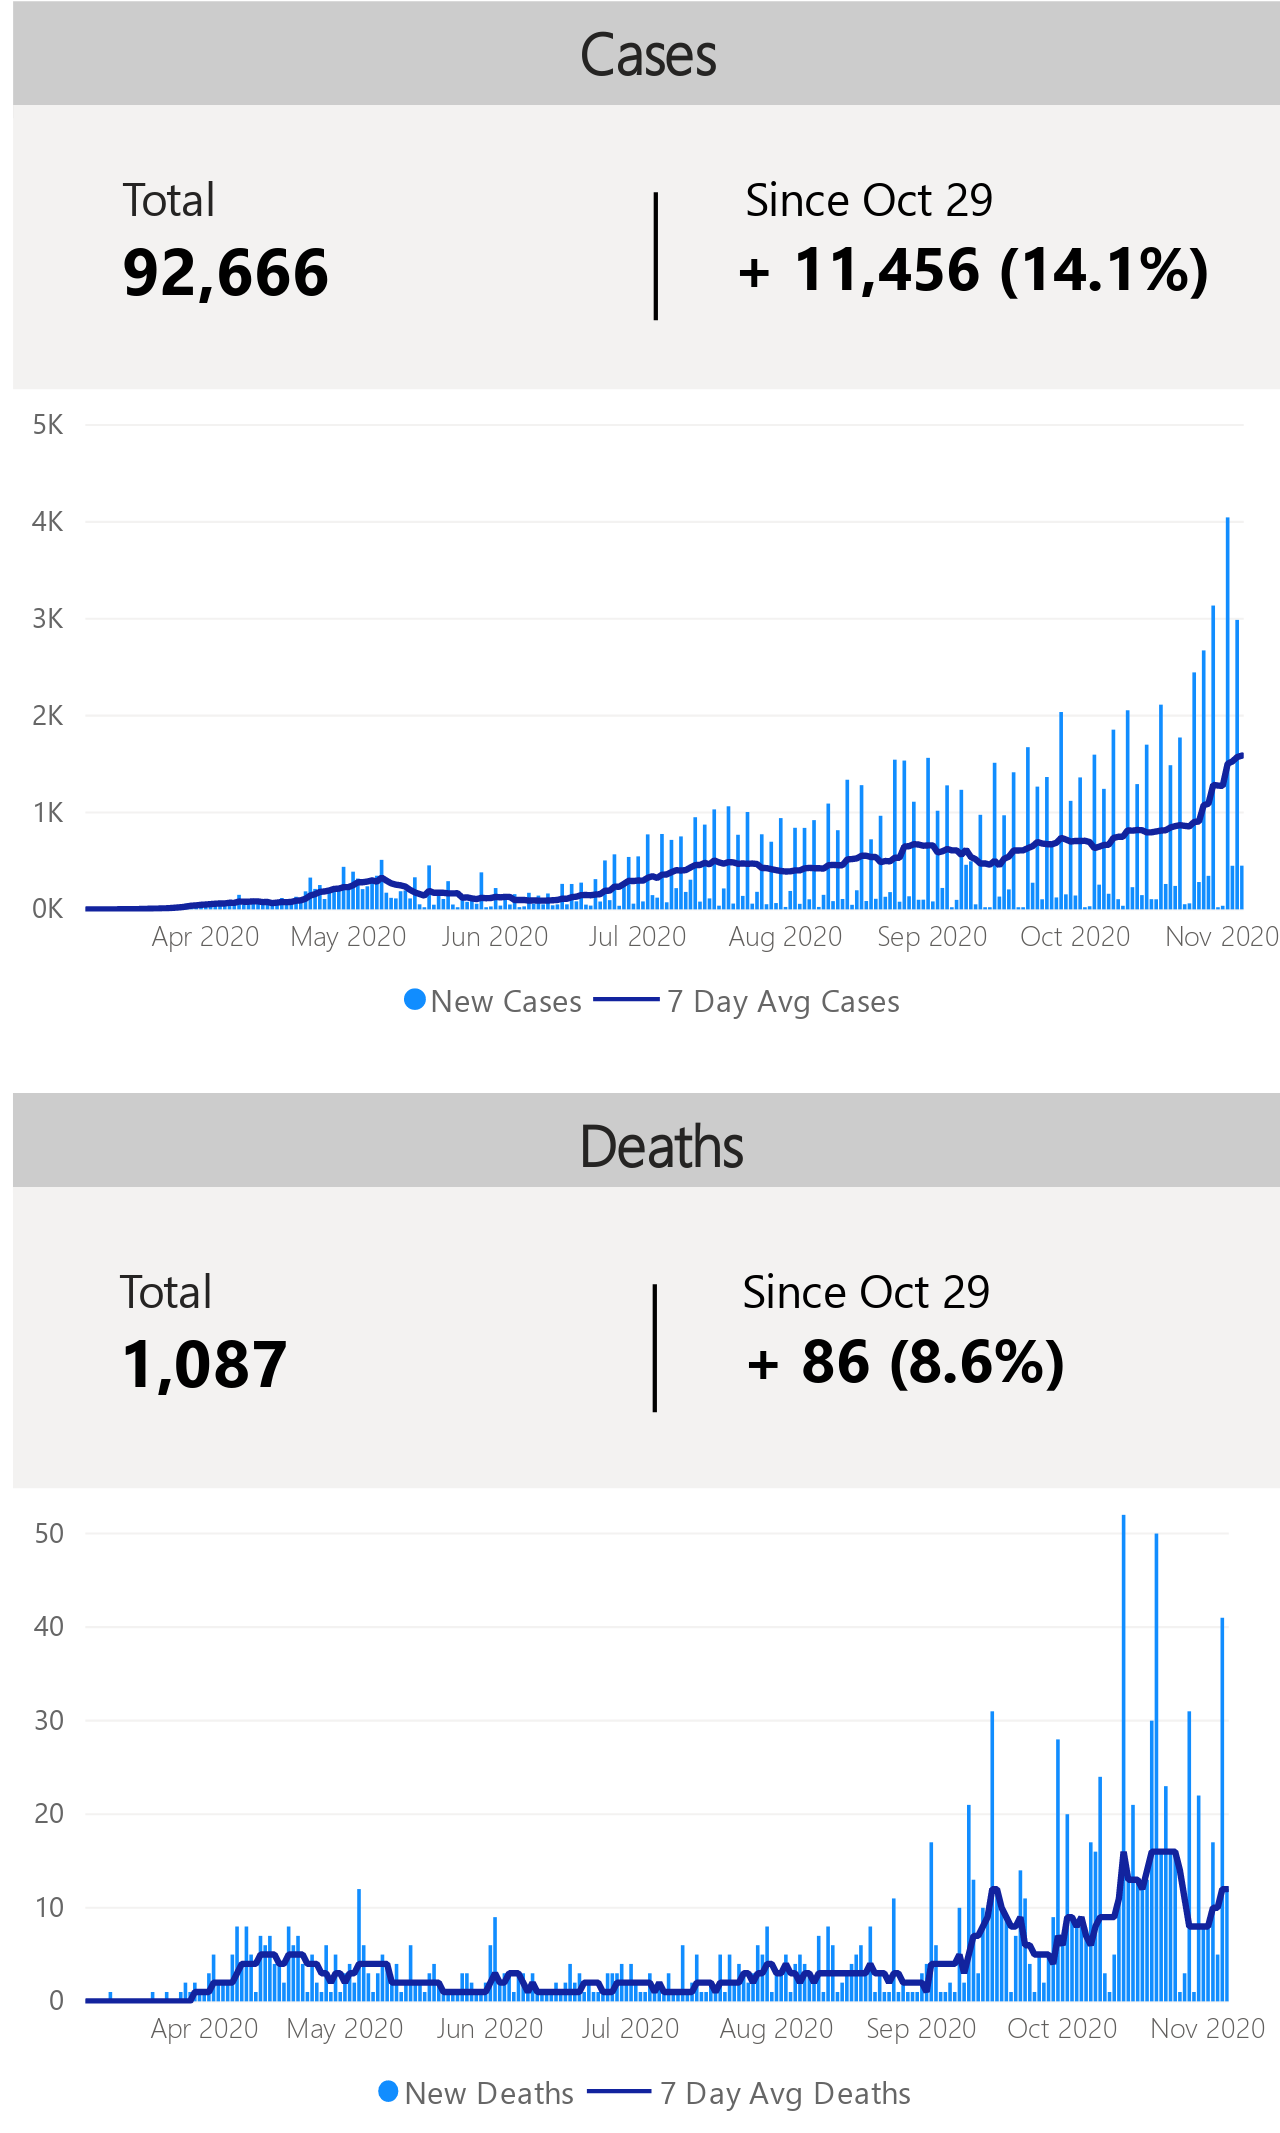 Cases
Total
Since Oct 29
92,666
+ 11,456 (14.1%)
5K
4K
3K
2K
1K
0K
Apr 2020 May 2020 Jun 2020 Jul 2020 Aug 2020 Sep 2020 Oct 2020 Nov 2020
New Cases 7 Day Avg Cases
Deaths
Total
Since Oct 29
1,087
+ 86 (8.6%)
50
40
30
20
10
0
Apr 2020 May 2020 Jun 2020 Jul 2020 Aug 2020 Sep 2020 Oct 2020 Nov 2020
New Deaths 7 Day Avg Deaths